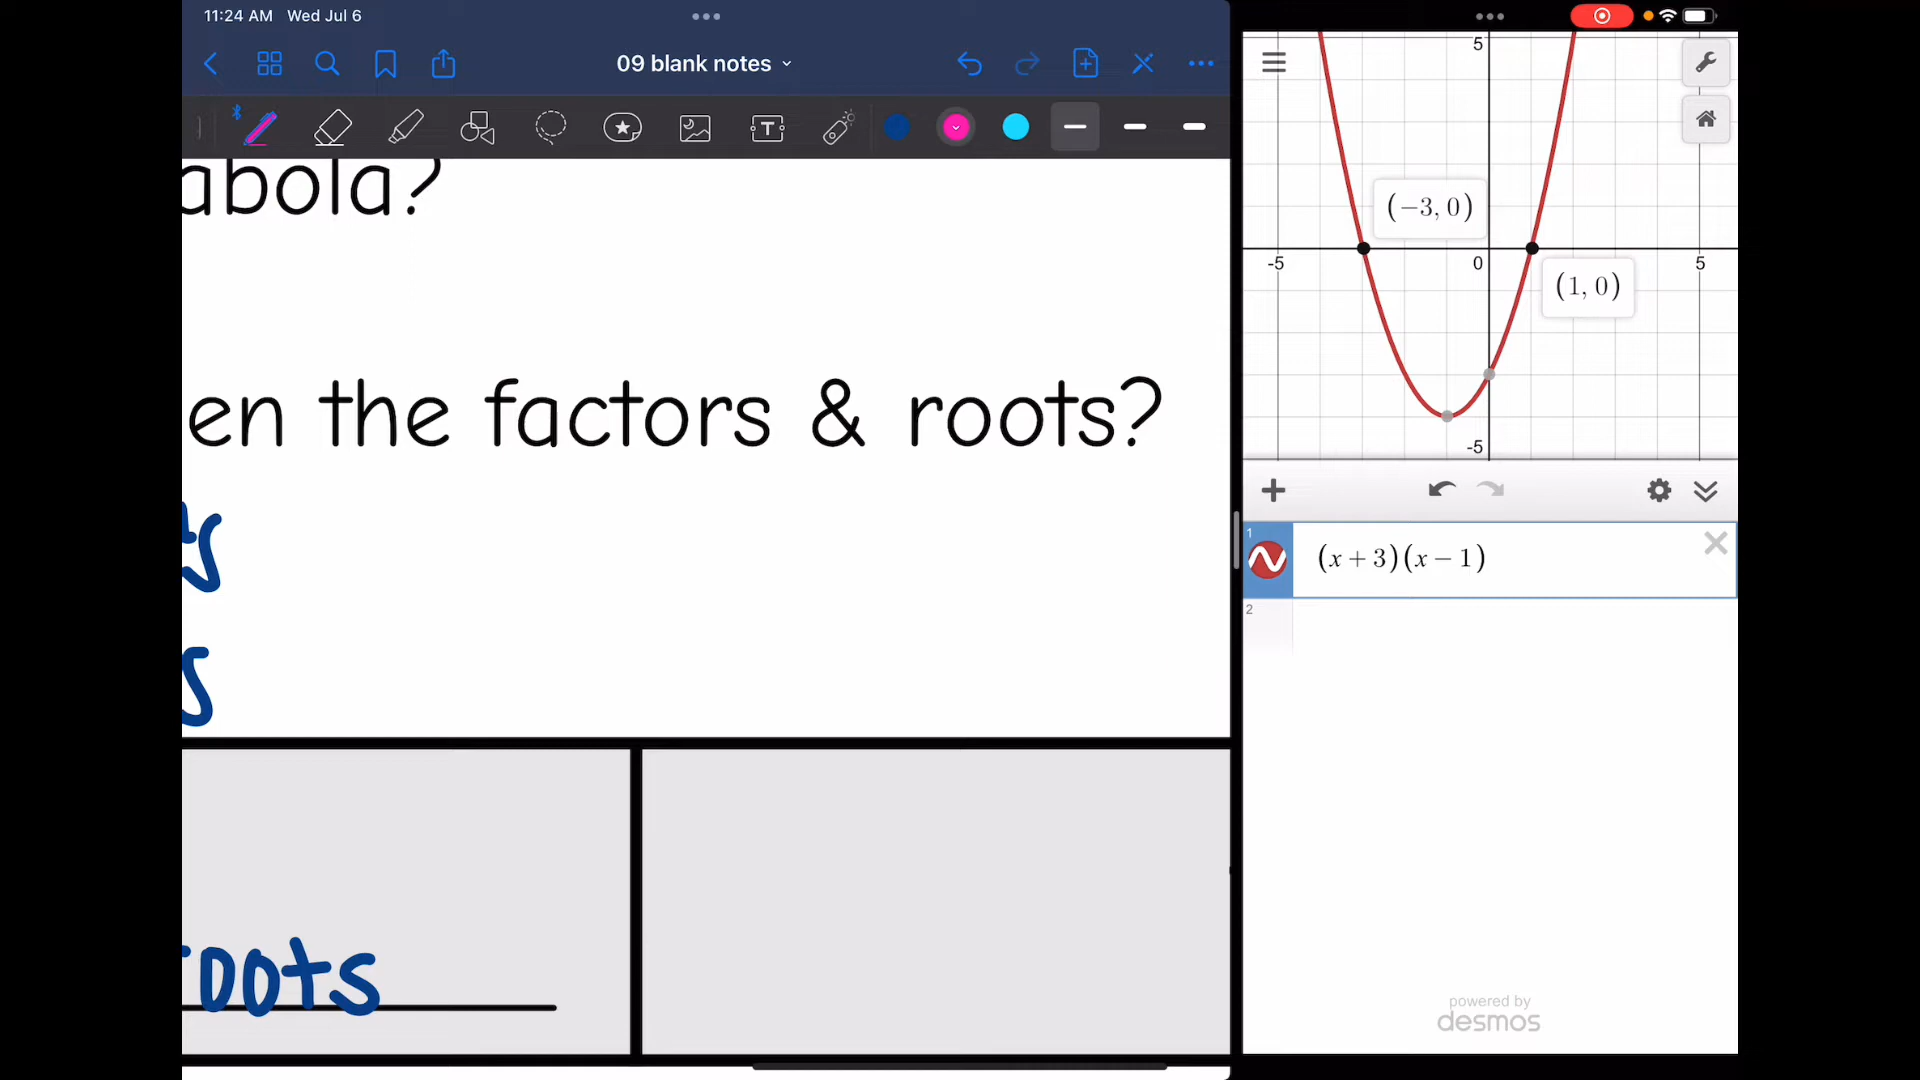 11:24 AM Wed Jul 6
09 blank notes
T
abola?
en the factors & roots?
roots
5
(−3, 0)
-5
0
5
(1, 0)
-5
1
(x + 3)(x − 1)
2
powered by
desmos